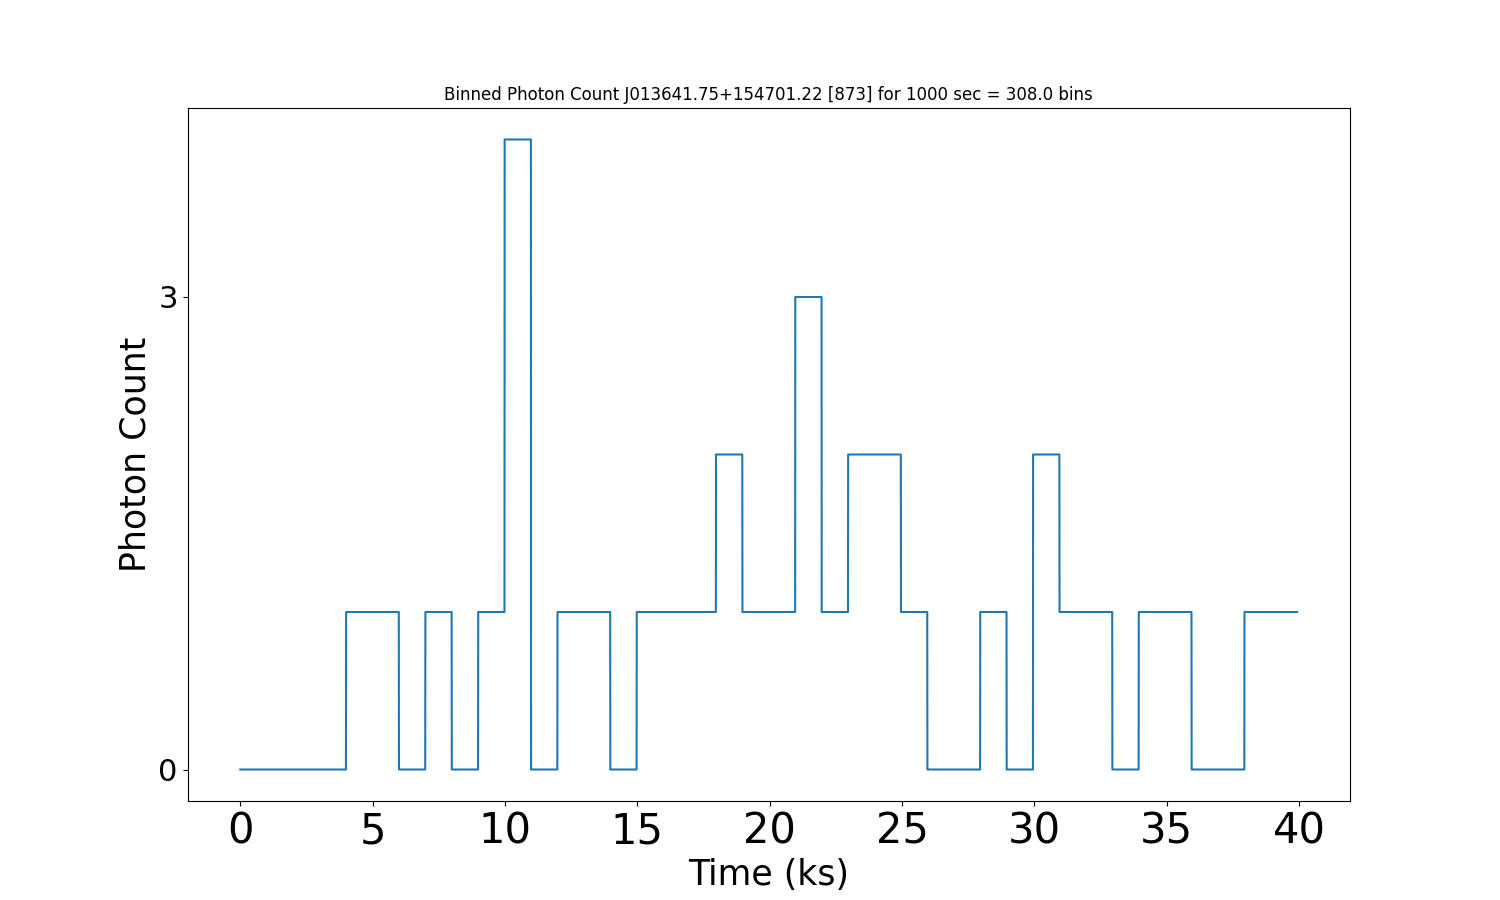 Binned Photon Count J013641.75+154701.22 [873] for 1000 sec = 308.0 bins
3
Photon Count
0
0 5 10 15 20 25 30 35 40
Time (ks)